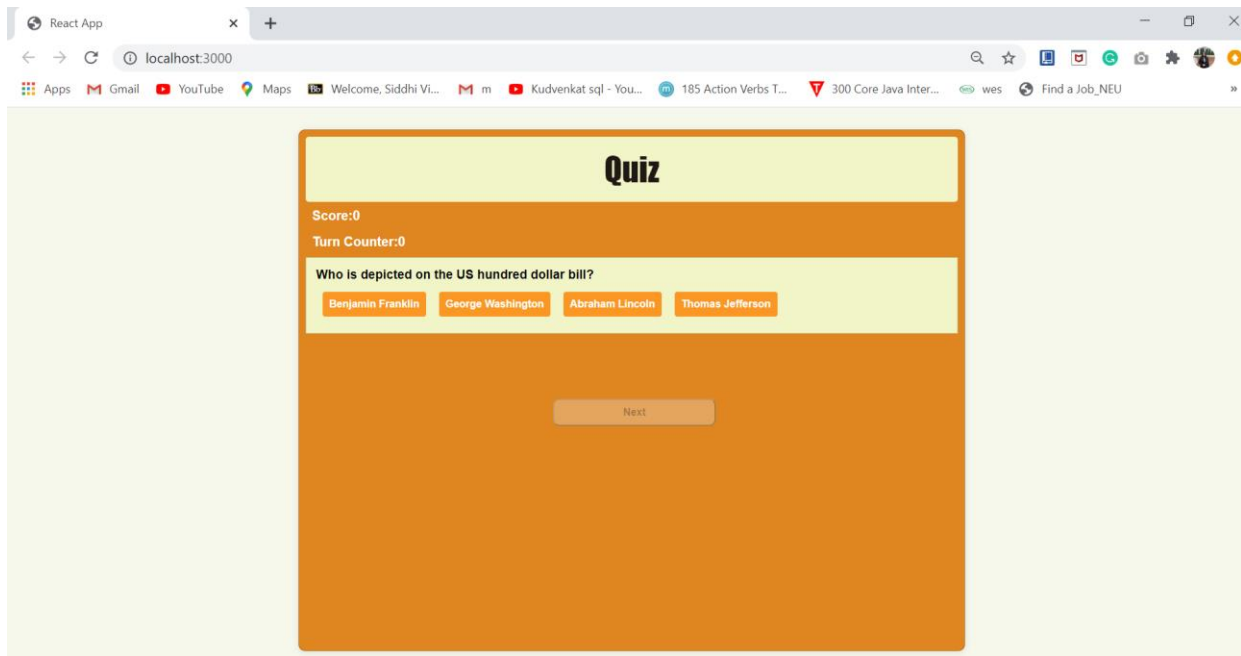 React App
localhost:3000
Apps Gmail YouTube Maps Welcome, Siddhi Vi... m Kudvenkat sql - You... 185 Action Verbs T... 300 Core Java Inter... wes Find a Job_NEU »
Quiz
Score:0
Turn Counter:0
Who is depicted on the US hundred dollar bill?
Benjamin Franklin George Washington Abraham Lincoln Thomas Jefferson
Next